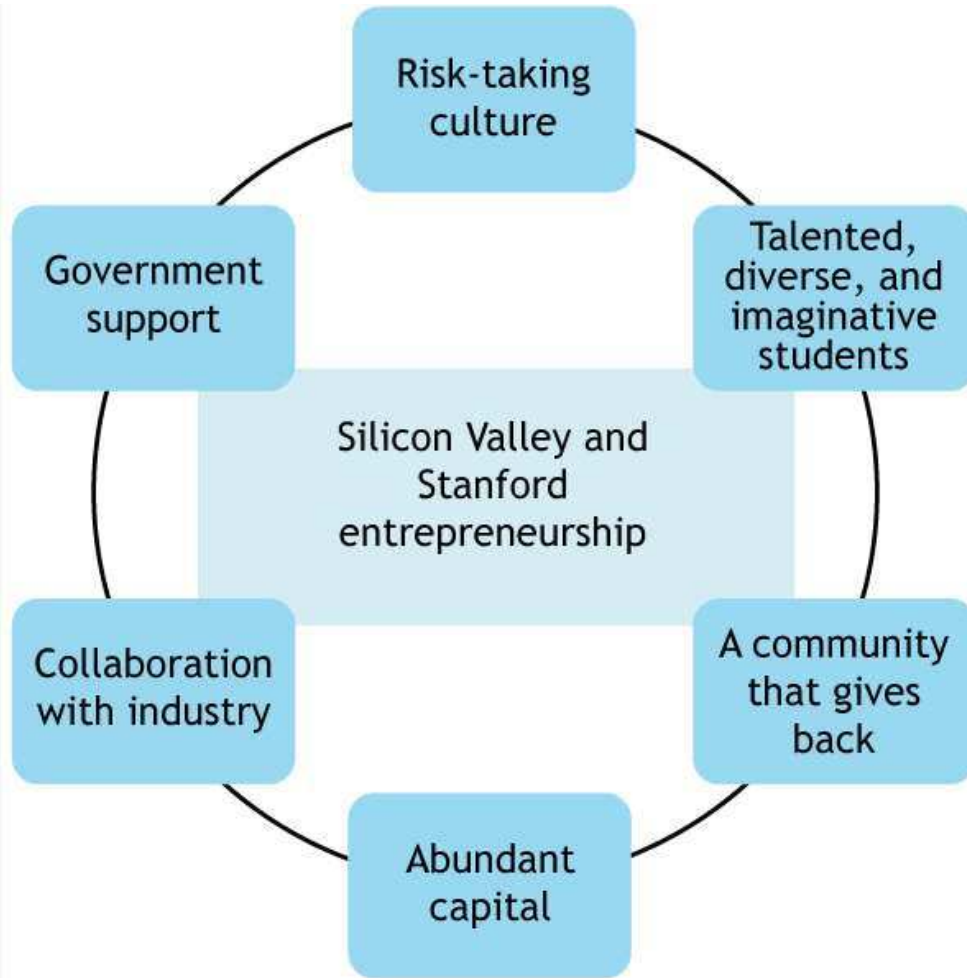 Risk-taking
culture
Talented,
diverse, and
imaginative
students
A community
that gives
back
Abundant
capital
Collaboration
with industry
Government
support
Silicon Valley and
Stanford
entrepreneurship